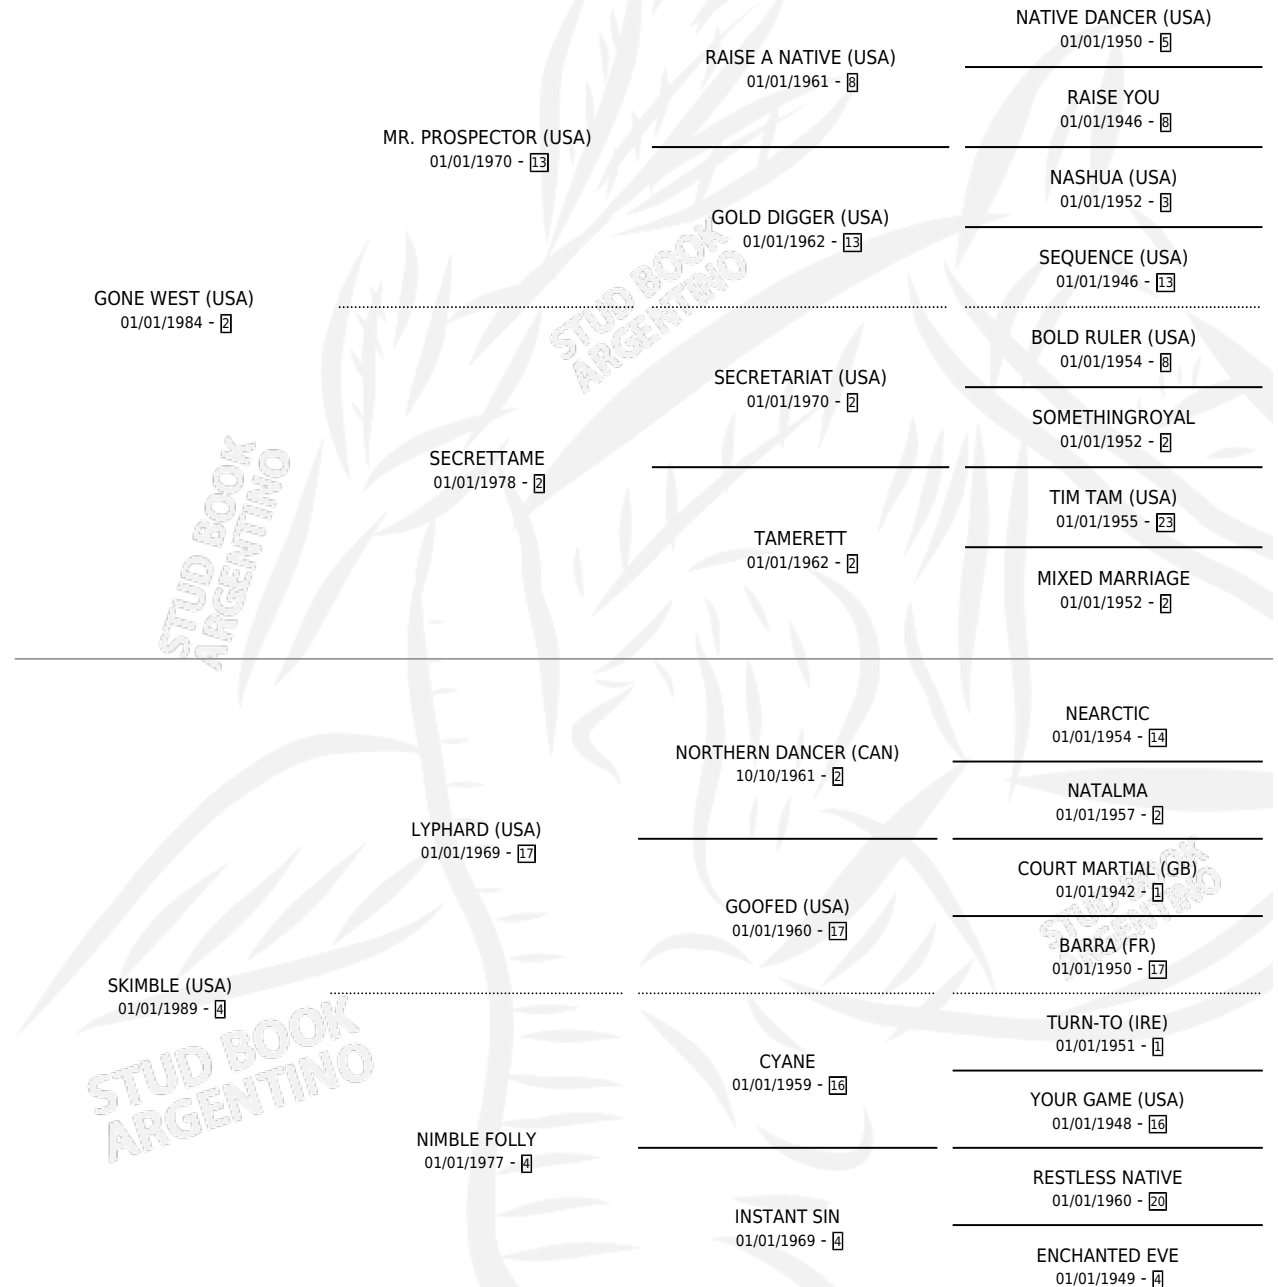 NATIVE DANCER (USA)
01/01/1950 - 5
RAISE A NATIVE (USA)
01/01/1961 - 8
RAISE YOU
01/01/1946 - 8
MR. PROSPECTOR (USA)
01/01/1970 - 13
NASHUA (USA)
01/01/1952 - 3
GOLD DIGGER (USA)
01/01/1962 - 13
SEQUENCE (USA)
01/01/1946 - 13
GONE WEST (USA)
01/01/1984 - 2
BOLD RULER (USA)
01/01/1954 - 8
SECRETARIAT (USA)
01/01/1970 - 2
SOMETHINGROYAL
01/01/1952 - 2
SECRETTAME
01/01/1978 - 2
TIM TAM (USA)
01/01/1955 - 23
TAMERETT
01/01/1962 - 2
MIXED MARRIAGE
01/01/1952 - 2
NEARCTIC
01/01/1954 - 14
NORTHERN DANCER (CAN)
10/10/1961 - 2
NATALMA
01/01/1957 - 2
LYPHARD (USA)
01/01/1969 - 17
COURT MARTIAL (GB)
01/01/1942 - 1
GOOFED (USA)
01/01/1960 - 17
BARRA (FR)
01/01/1950 - 17
SKIMBLE (USA)
01/01/1989 - 4
TURN-TO (IRE)
01/01/1951 - 1
CYANE
01/01/1959 - 16
YOUR GAME (USA)
01/01/1948 - 16
NIMBLE FOLLY
01/01/1977 - 4
RESTLESS NATIVE
01/01/1960 - 20
INSTANT SIN
01/01/1969 - 4
ENCHANTED EVE
01/01/1949 - 4
STUD BOOK
ARGENTINO
STUD BOOK
ARGENTINO
STUD BOOK
ARGENTINO
STUD BOOK
ARGENTINO